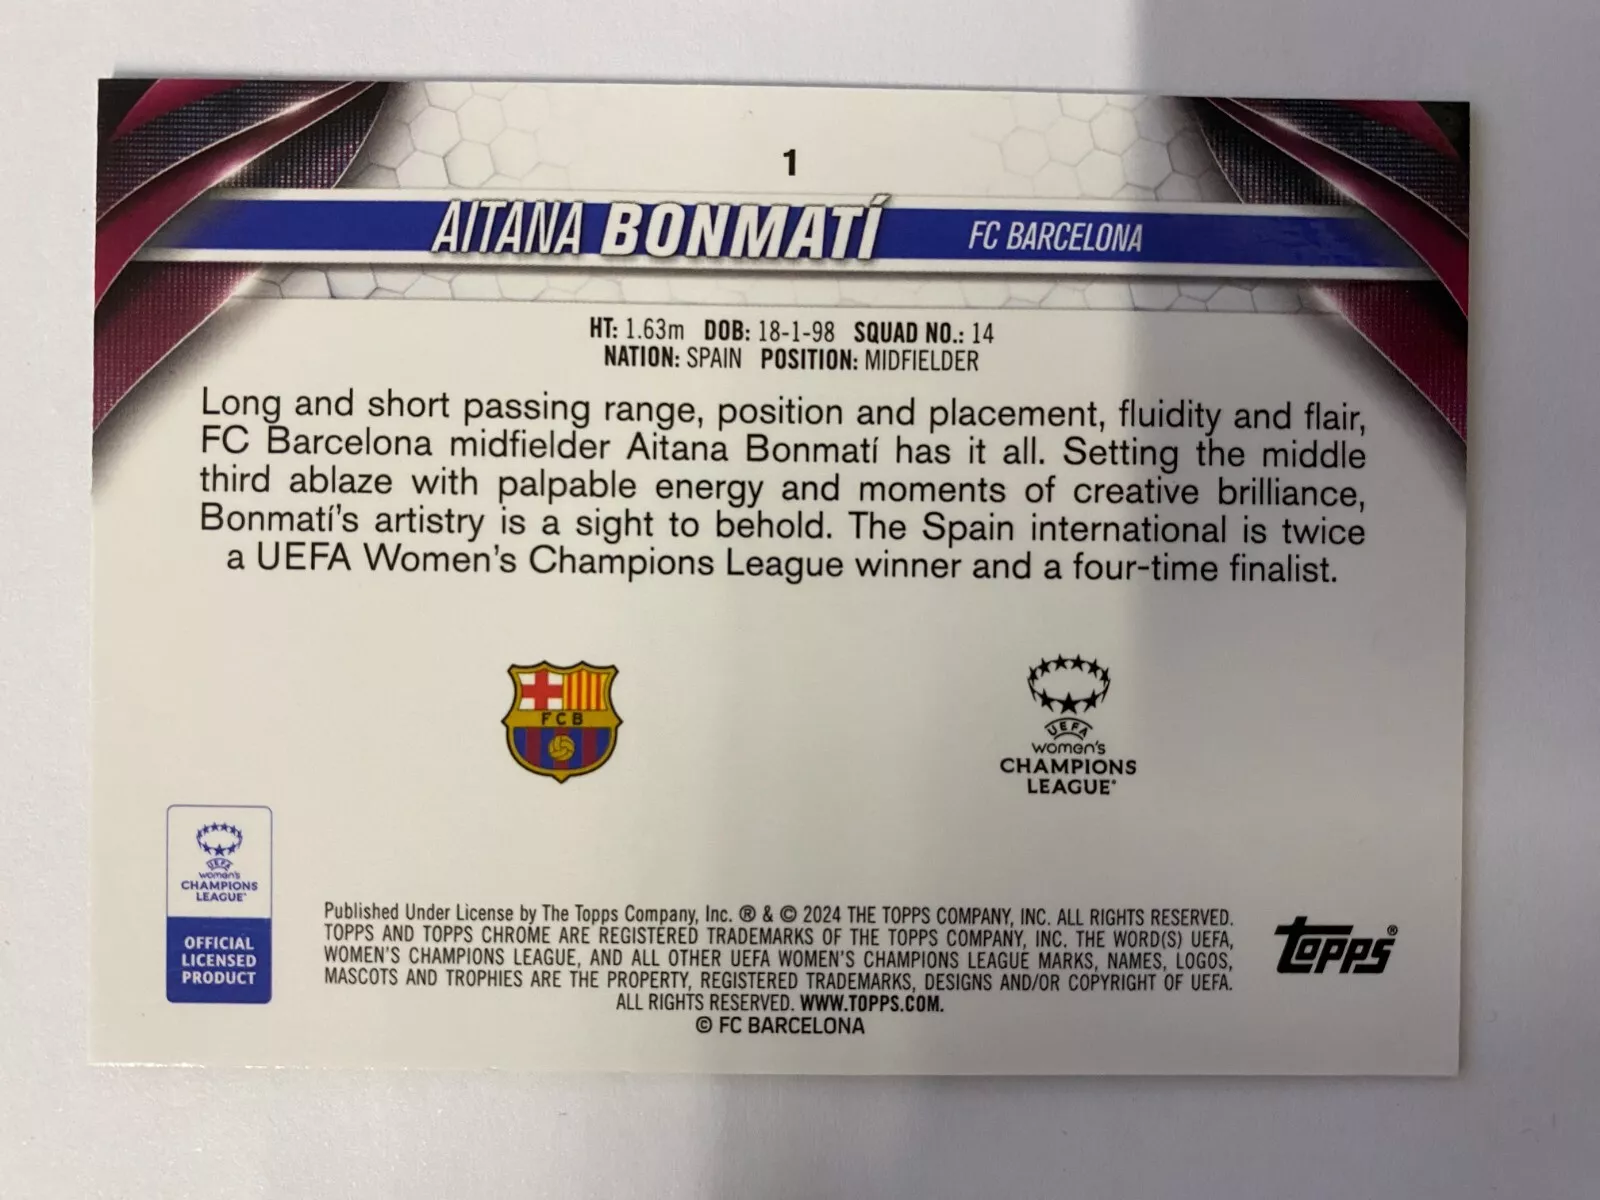 1
AITANA BONMATÍ FC BARCELONA
HT: 1.63m DOB: 18-1-98 SQUAD NO.: 14
NATION: SPAIN POSITION: MIDFIELDER
Long and short passing range, position and placement, fluidity and flair,
FC Barcelona midfielder Aitana Bonmatí has it all. Setting the middle
third ablaze with palpable energy and moments of creative brilliance,
Bonmatí's artistry is a sight to behold. The Spain international is twice
a UEFA Women's Champions League winner and a four-time finalist.
FCB
UEFA
women's
CHAMPIONS
LEAGUE®
UEFA
women's
CHAMPIONS
LEAGUE®
OFFICIAL
LICENSED
PRODUCT
Published Under License by The Topps Company, Inc. ® & © 2024 THE TOPPS COMPANY, INC. ALL RIGHTS RESERVED.
TOPPS AND TOPPS CHROME ARE REGISTERED TRADEMARKS OF THE TOPPS COMPANY, INC. THE WORD(S) UEFA,
WOMEN'S CHAMPIONS LEAGUE, AND ALL OTHER UEFA WOMEN'S CHAMPIONS LEAGUE MARKS, NAMES, LOGOS,
MASCOTS AND TROPHIES ARE THE PROPERTY, REGISTERED TRADEMARKS, DESIGNS AND/OR COPYRIGHT OF UEFA.
ALL RIGHTS RESERVED. WWW.TOPPS.COM.
© FC BARCELONA
topps®